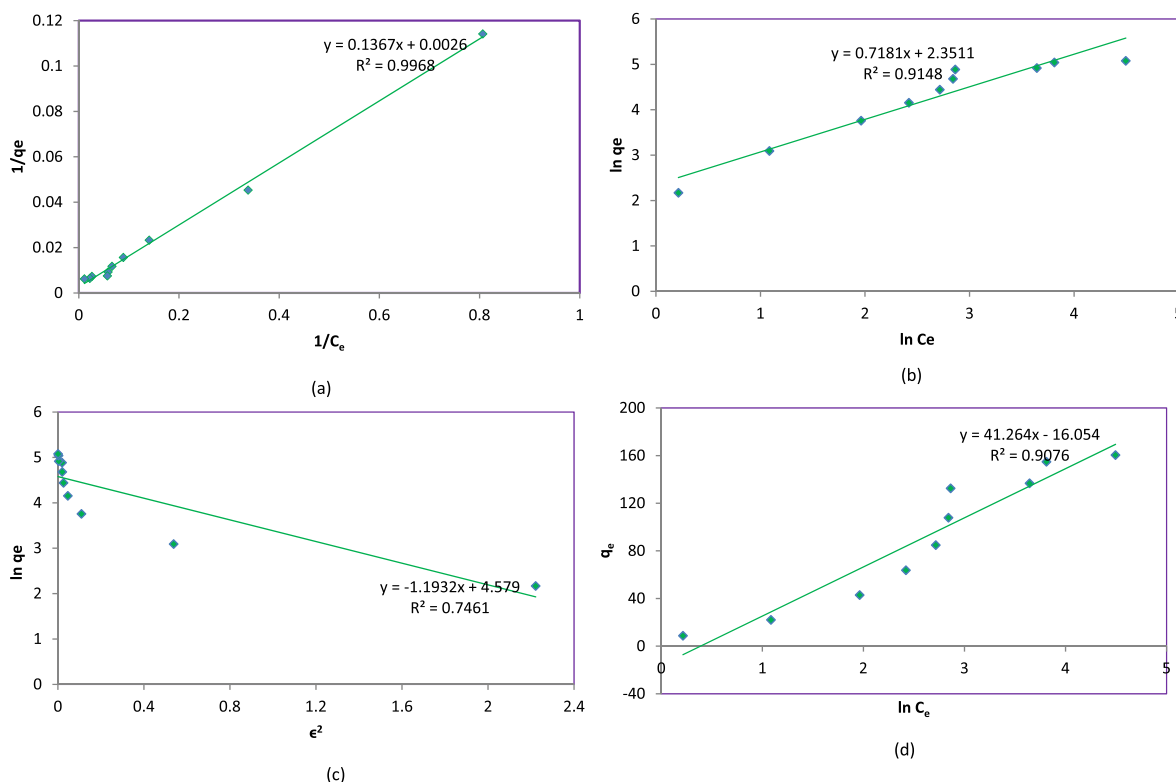 0.12
0.1
0.08
0.06
0.04
0.02
0
1/qe
y = 0.1367x + 0.0026
R² = 0.9968
0 0.2 0.4 0.6 0.8 1
1/Cₑ
(a)
6
5
4
3
2
1
0
ln qe
y = 0.7181x + 2.3511
R² = 0.9148
0 1 2 3 4 5
ln Ce
(b)
6
5
4
3
2
1
0
ln qe
y = -1.1932x + 4.579
R² = 0.7461
0 0.4 0.8 1.2 1.6 2 2.4
ϵ²
(c)
200
160
120
80
40
0
-40
qₑ
y = 41.264x - 16.054
R² = 0.9076
0 1 2 3 4 5
ln Cₑ
(d)